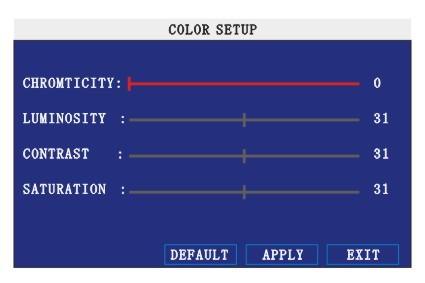 COLOR SETUP
CHROMTICITY: 0
LUMINOSITY : 31
CONTRAST : 31
SATURATION : 31
DEFAULT APPLY EXIT